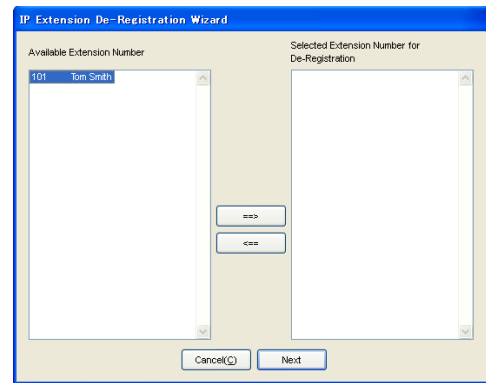 IP Extension De-Registration Wizard
Available Extension Number
Selected Extension Number for
De-Registration
101 Tom Smith
==>
<==
Cancel(C)
Next